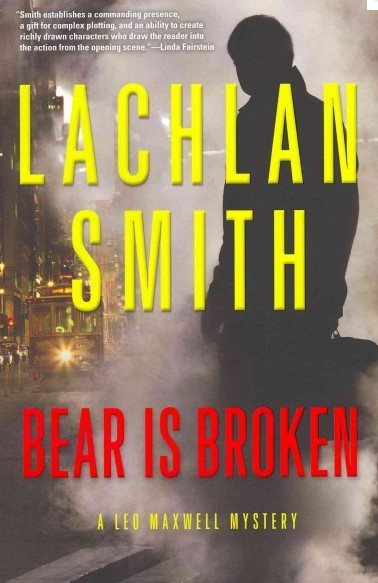 "Smith establishes a commanding presence,
a gift for complex plotting, and an ability to create
richly drawn characters who draw the reader into
the action from the opening scene."—Linda Fairstein
LACHLAN
SMITH
BEAR IS BROKEN
A LEO MAXWELL MYSTERY